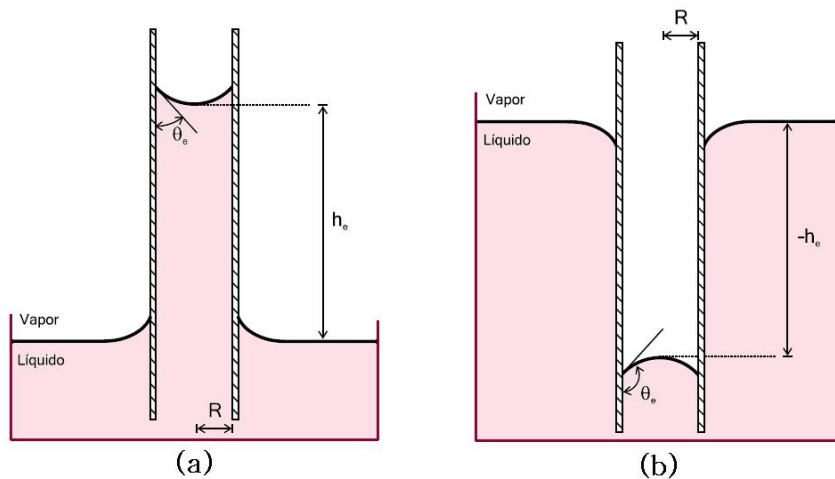 Vapor
Líquido
θe
he
R
(a)
R
Vapor
Líquido
-he
θe
(b)